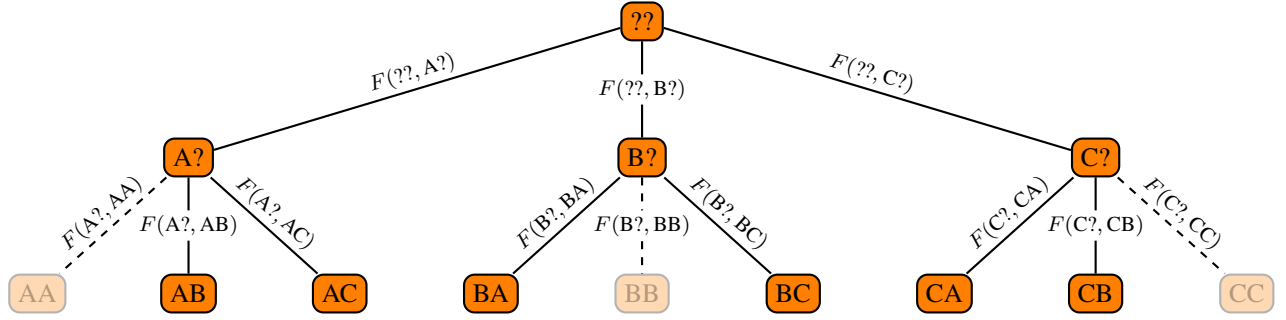 ??
F(??, A?)
F(??, B?)
F(??, C?)
A?
B?
C?
F(A?, AA)
F(A?, AB)
F(A?, AC)
F(B?, BA)
F(B?, BB)
F(B?, BC)
F(C?, CA)
F(C?, CB)
F(C?, CC)
AA
AB
AC
BA
BB
BC
CA
CB
CC